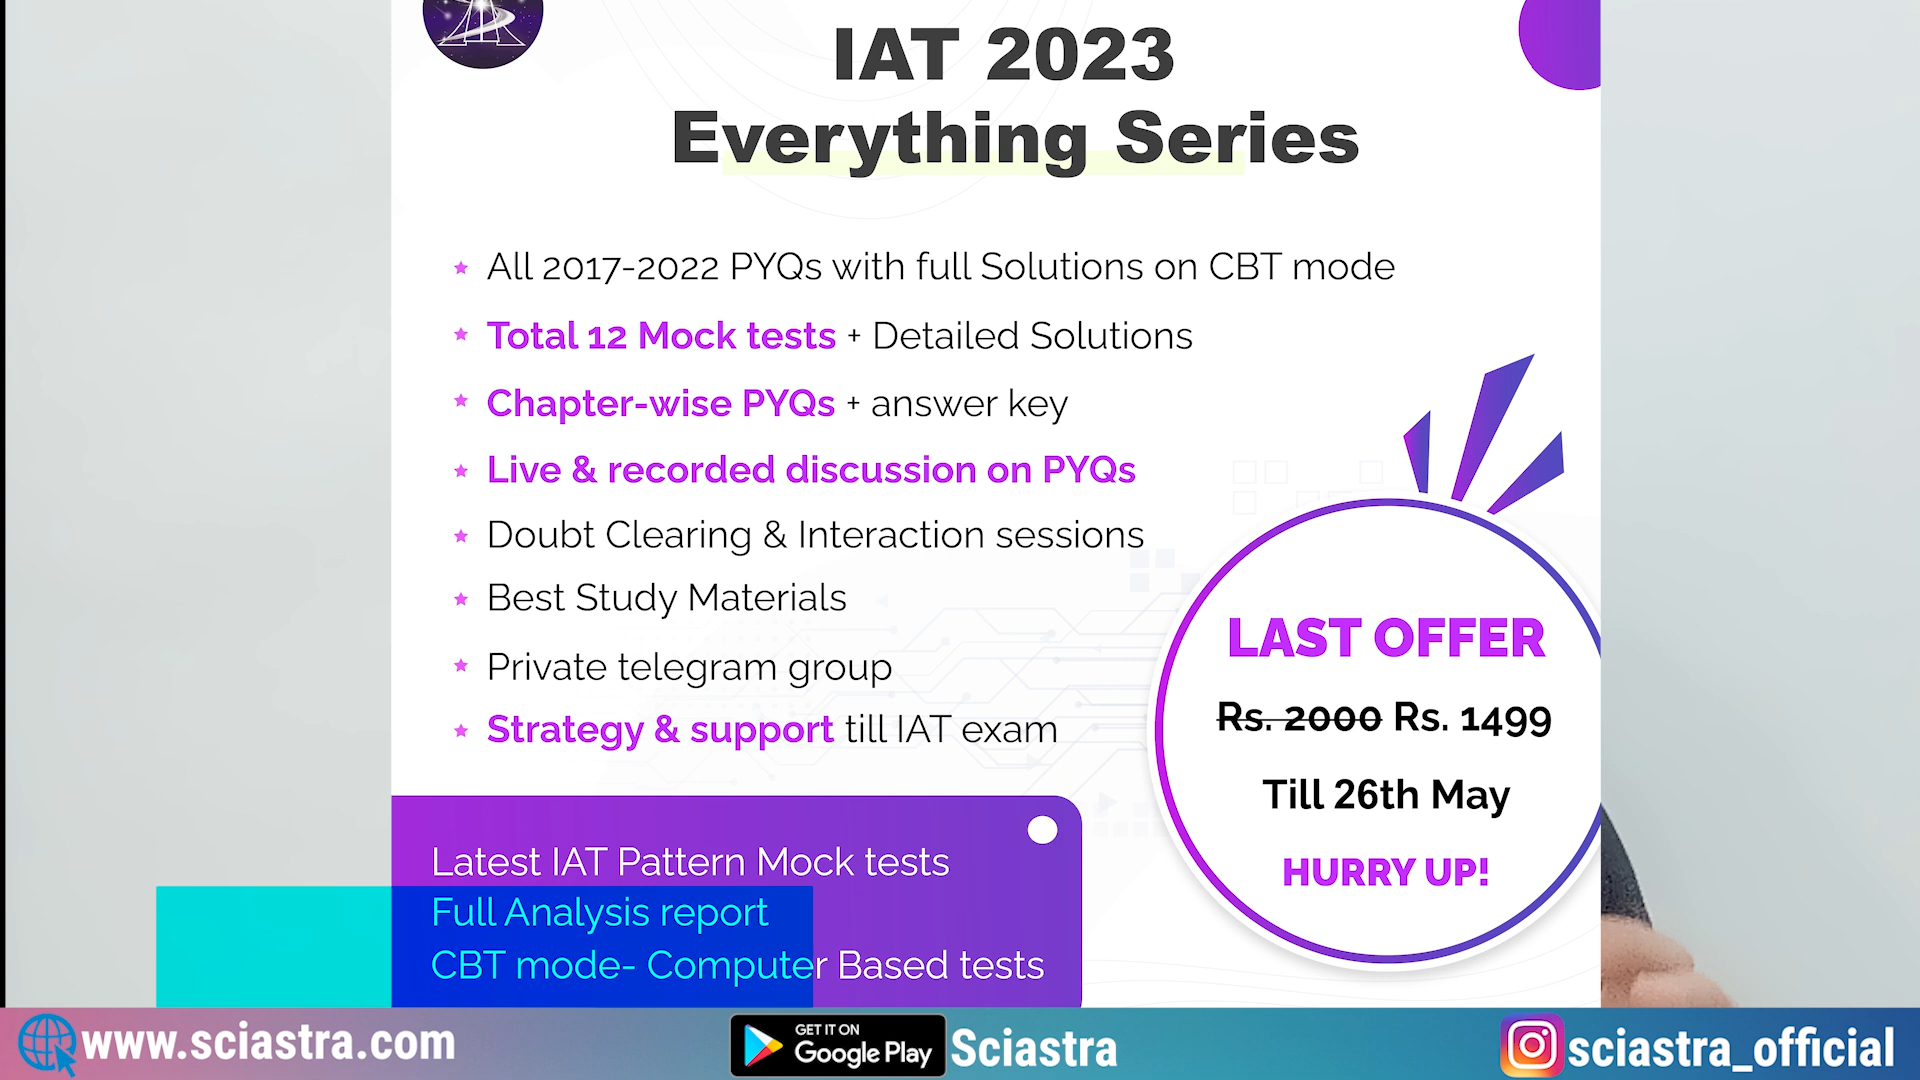 IAT 2023
Everything Series
All 2017-2022 PYQs with full Solutions on CBT mode
Total 12 Mock tests + Detailed Solutions
Chapter-wise PYQs + answer key
Live & recorded discussion on PYQs
Doubt Clearing & Interaction sessions
Best Study Materials
Private telegram group
Strategy & support till IAT exam
LAST OFFER
Rs. 2000 Rs. 1499
Till 26th May
HURRY UP!
Latest IAT Pattern Mock tests
Full Analysis report
CBT mode- Computer Based tests
www.sciastra.com
GET IT ON
Google Play
Sciastra
sciastra_official